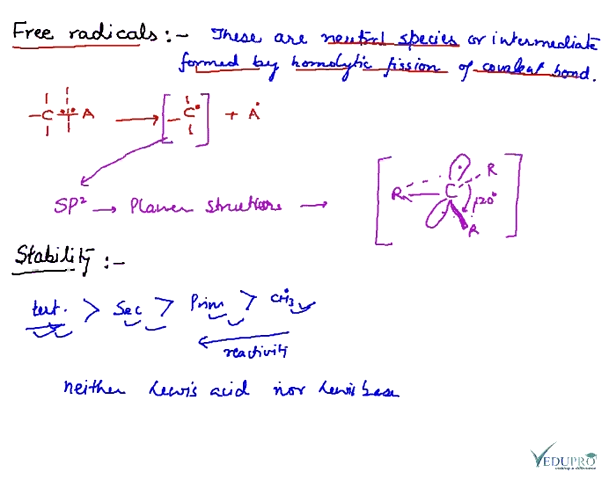 Free radicals :- These are neutral species or intermediate
formed by homolytic fission of covalent bond.
-C:A → [-C•] + A•
SP² → Planer structure → [R C R 120° R]
Stability :-
tert. > Sec > Prim > CH₃
reactivity
neither Lewis acid nor Lewis base
VEDUPRO